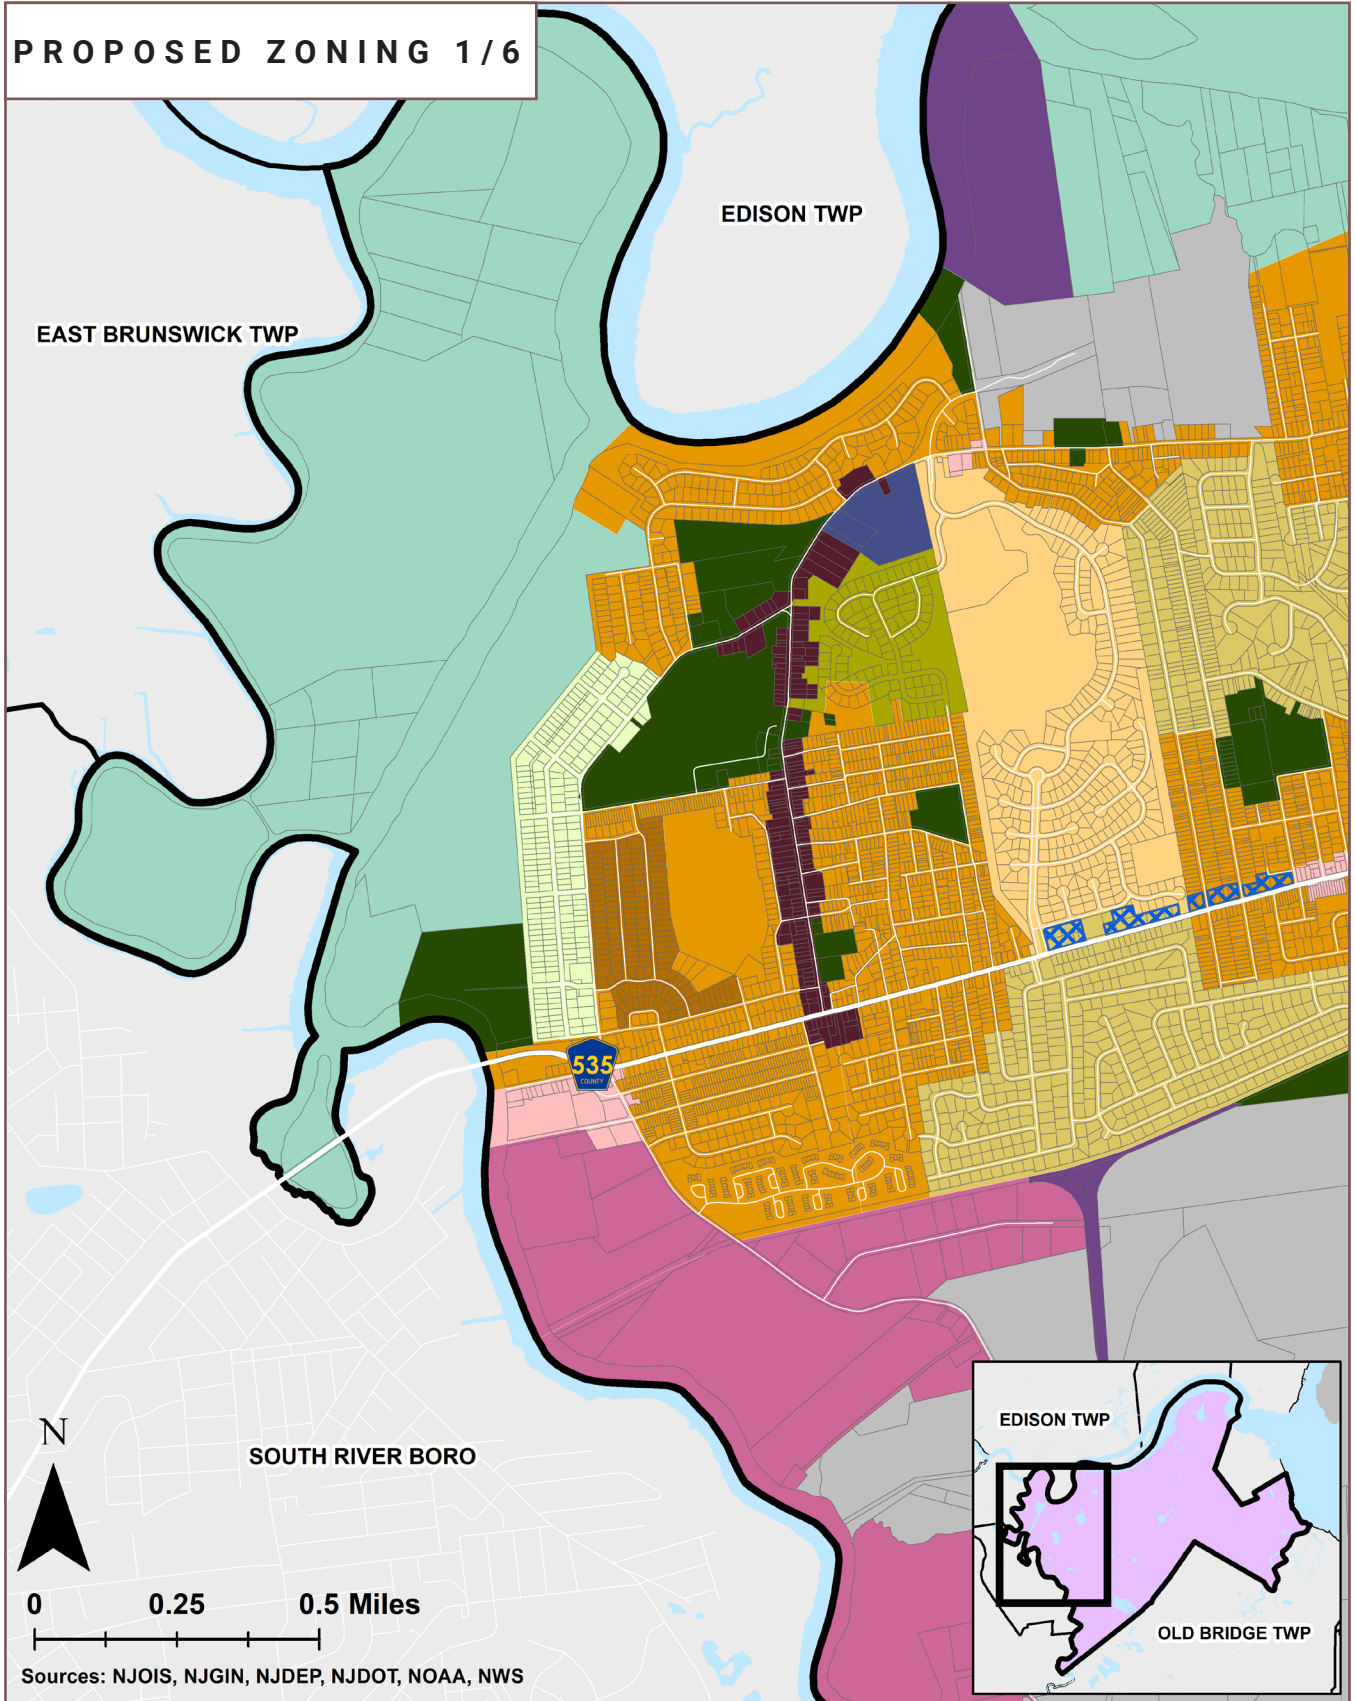 PROPOSED ZONING 1/6
EDISON TWP
EAST BRUNSWICK TWP
535
COUNTY
EDISON TWP
N
SOUTH RIVER BORO
0 0.25 0.5 Miles
OLD BRIDGE TWP
Sources: NJOIS, NJGIN, NJDEP, NJDOT, NOAA, NWS